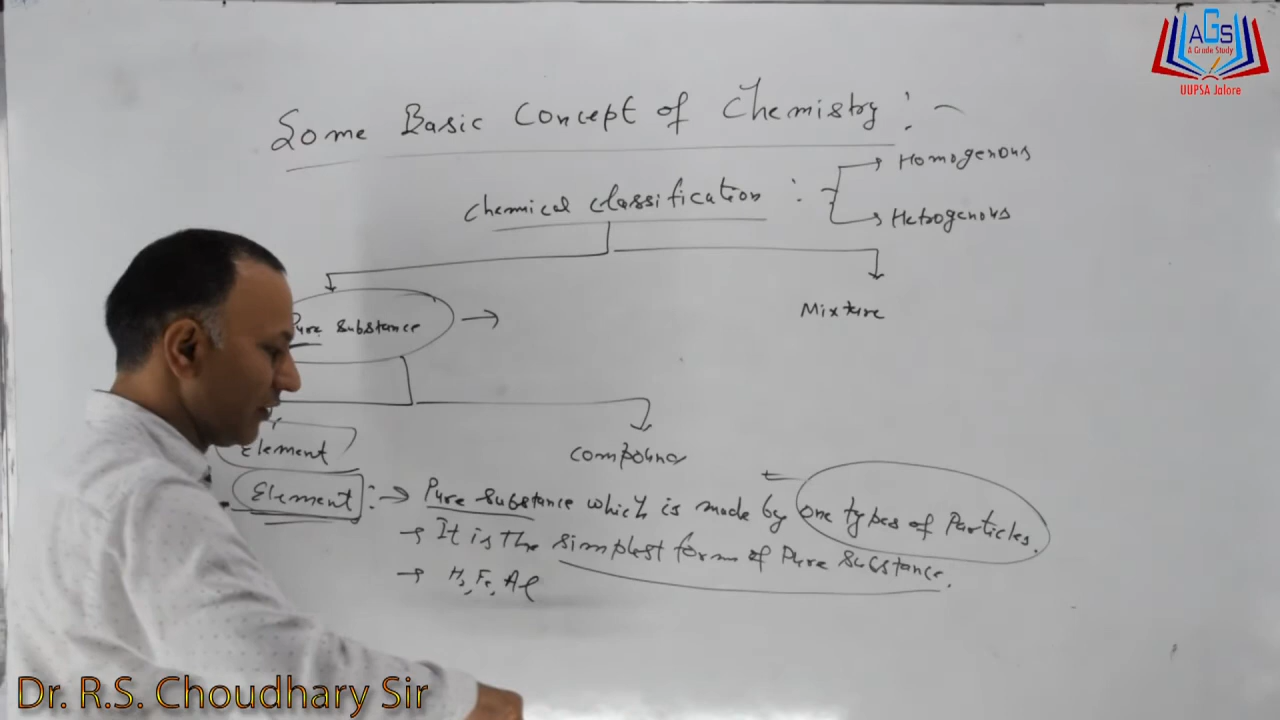 AGS
A Grade Study
UUPSA Jalore
Some Basic Concept of Chemistry : -
Chemical classification :
Homogenous
Hetrogenous
Pure Substance →
Mixture
Element
Compound
Element : → Pure Substance which is made by one types of Particles.
→ It is the simplest form of Pure Substance.
→ H2, Fe, Al
Dr. R.S. Choudhary Sir